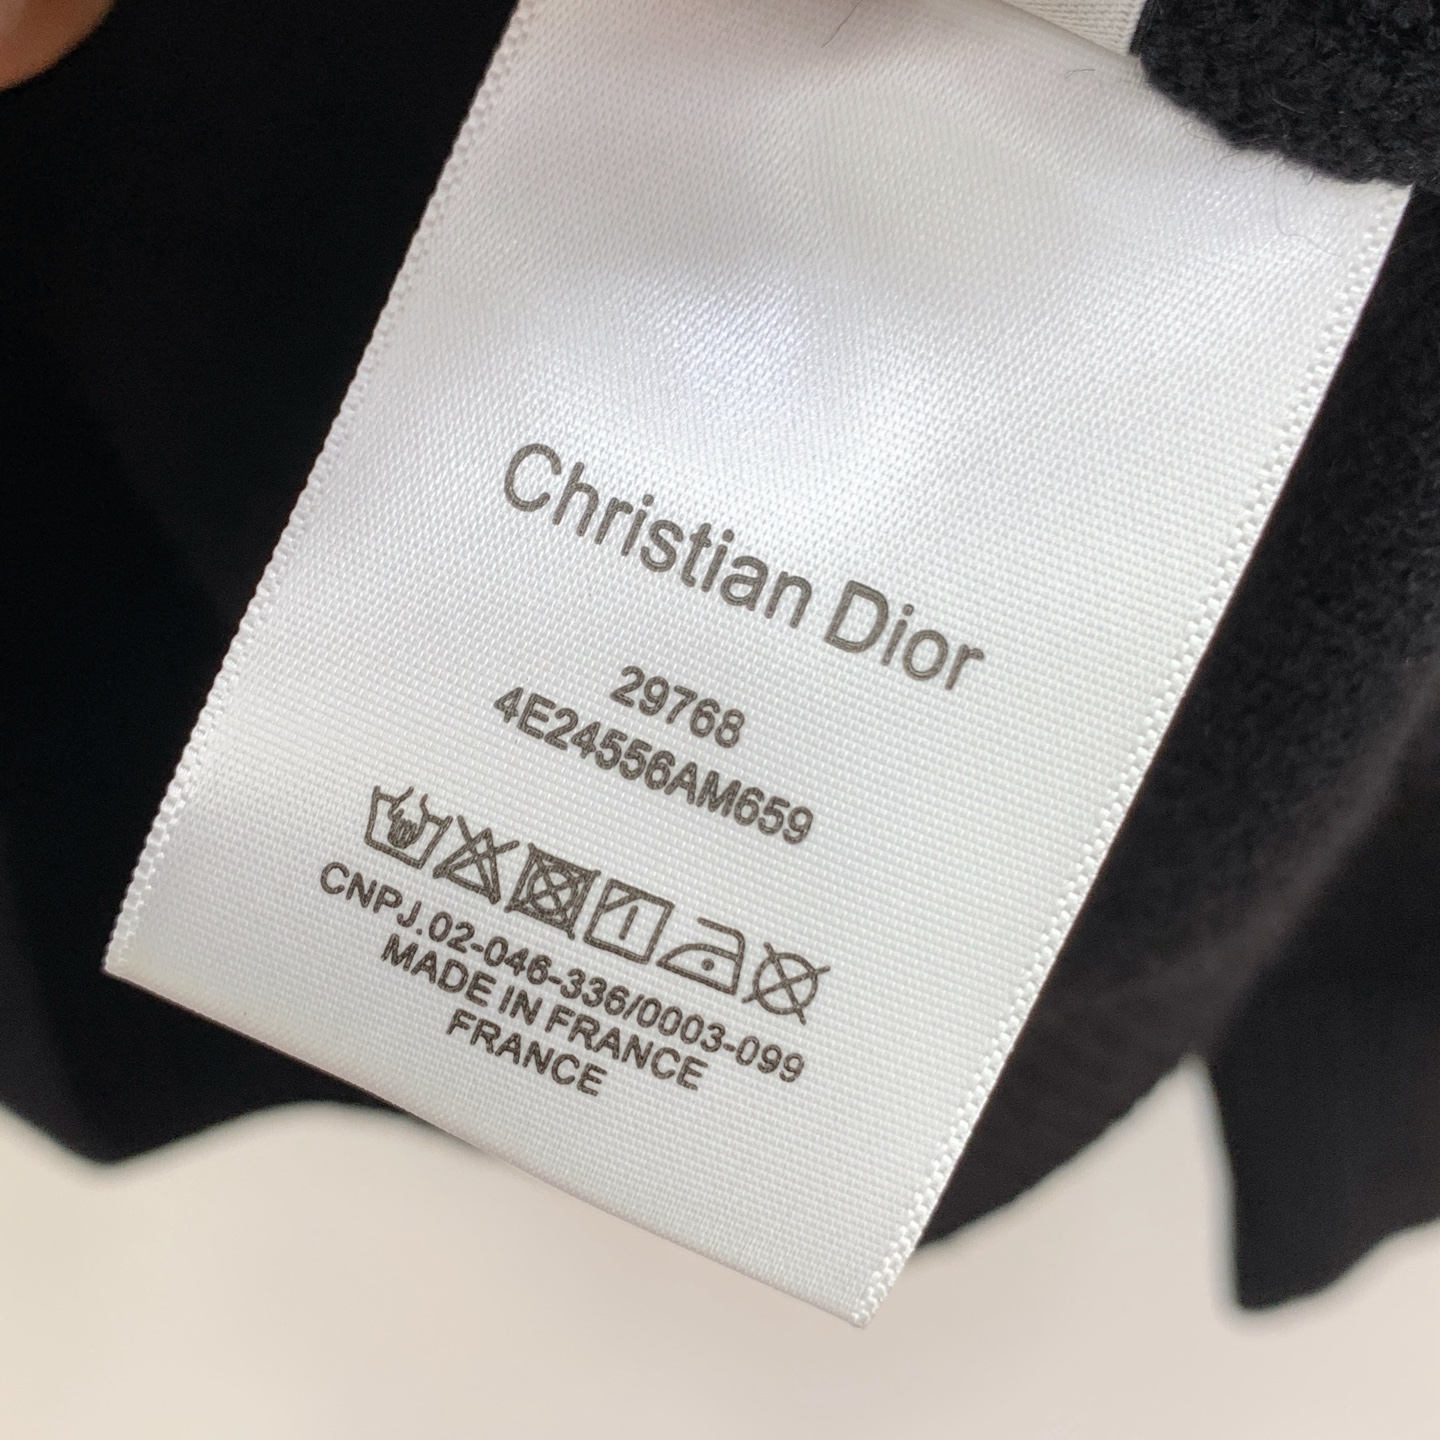 Christian Dior
29768
4E24556AM659
CNPJ.02-046-336/0003-099
MADE IN FRANCE
FRANCE